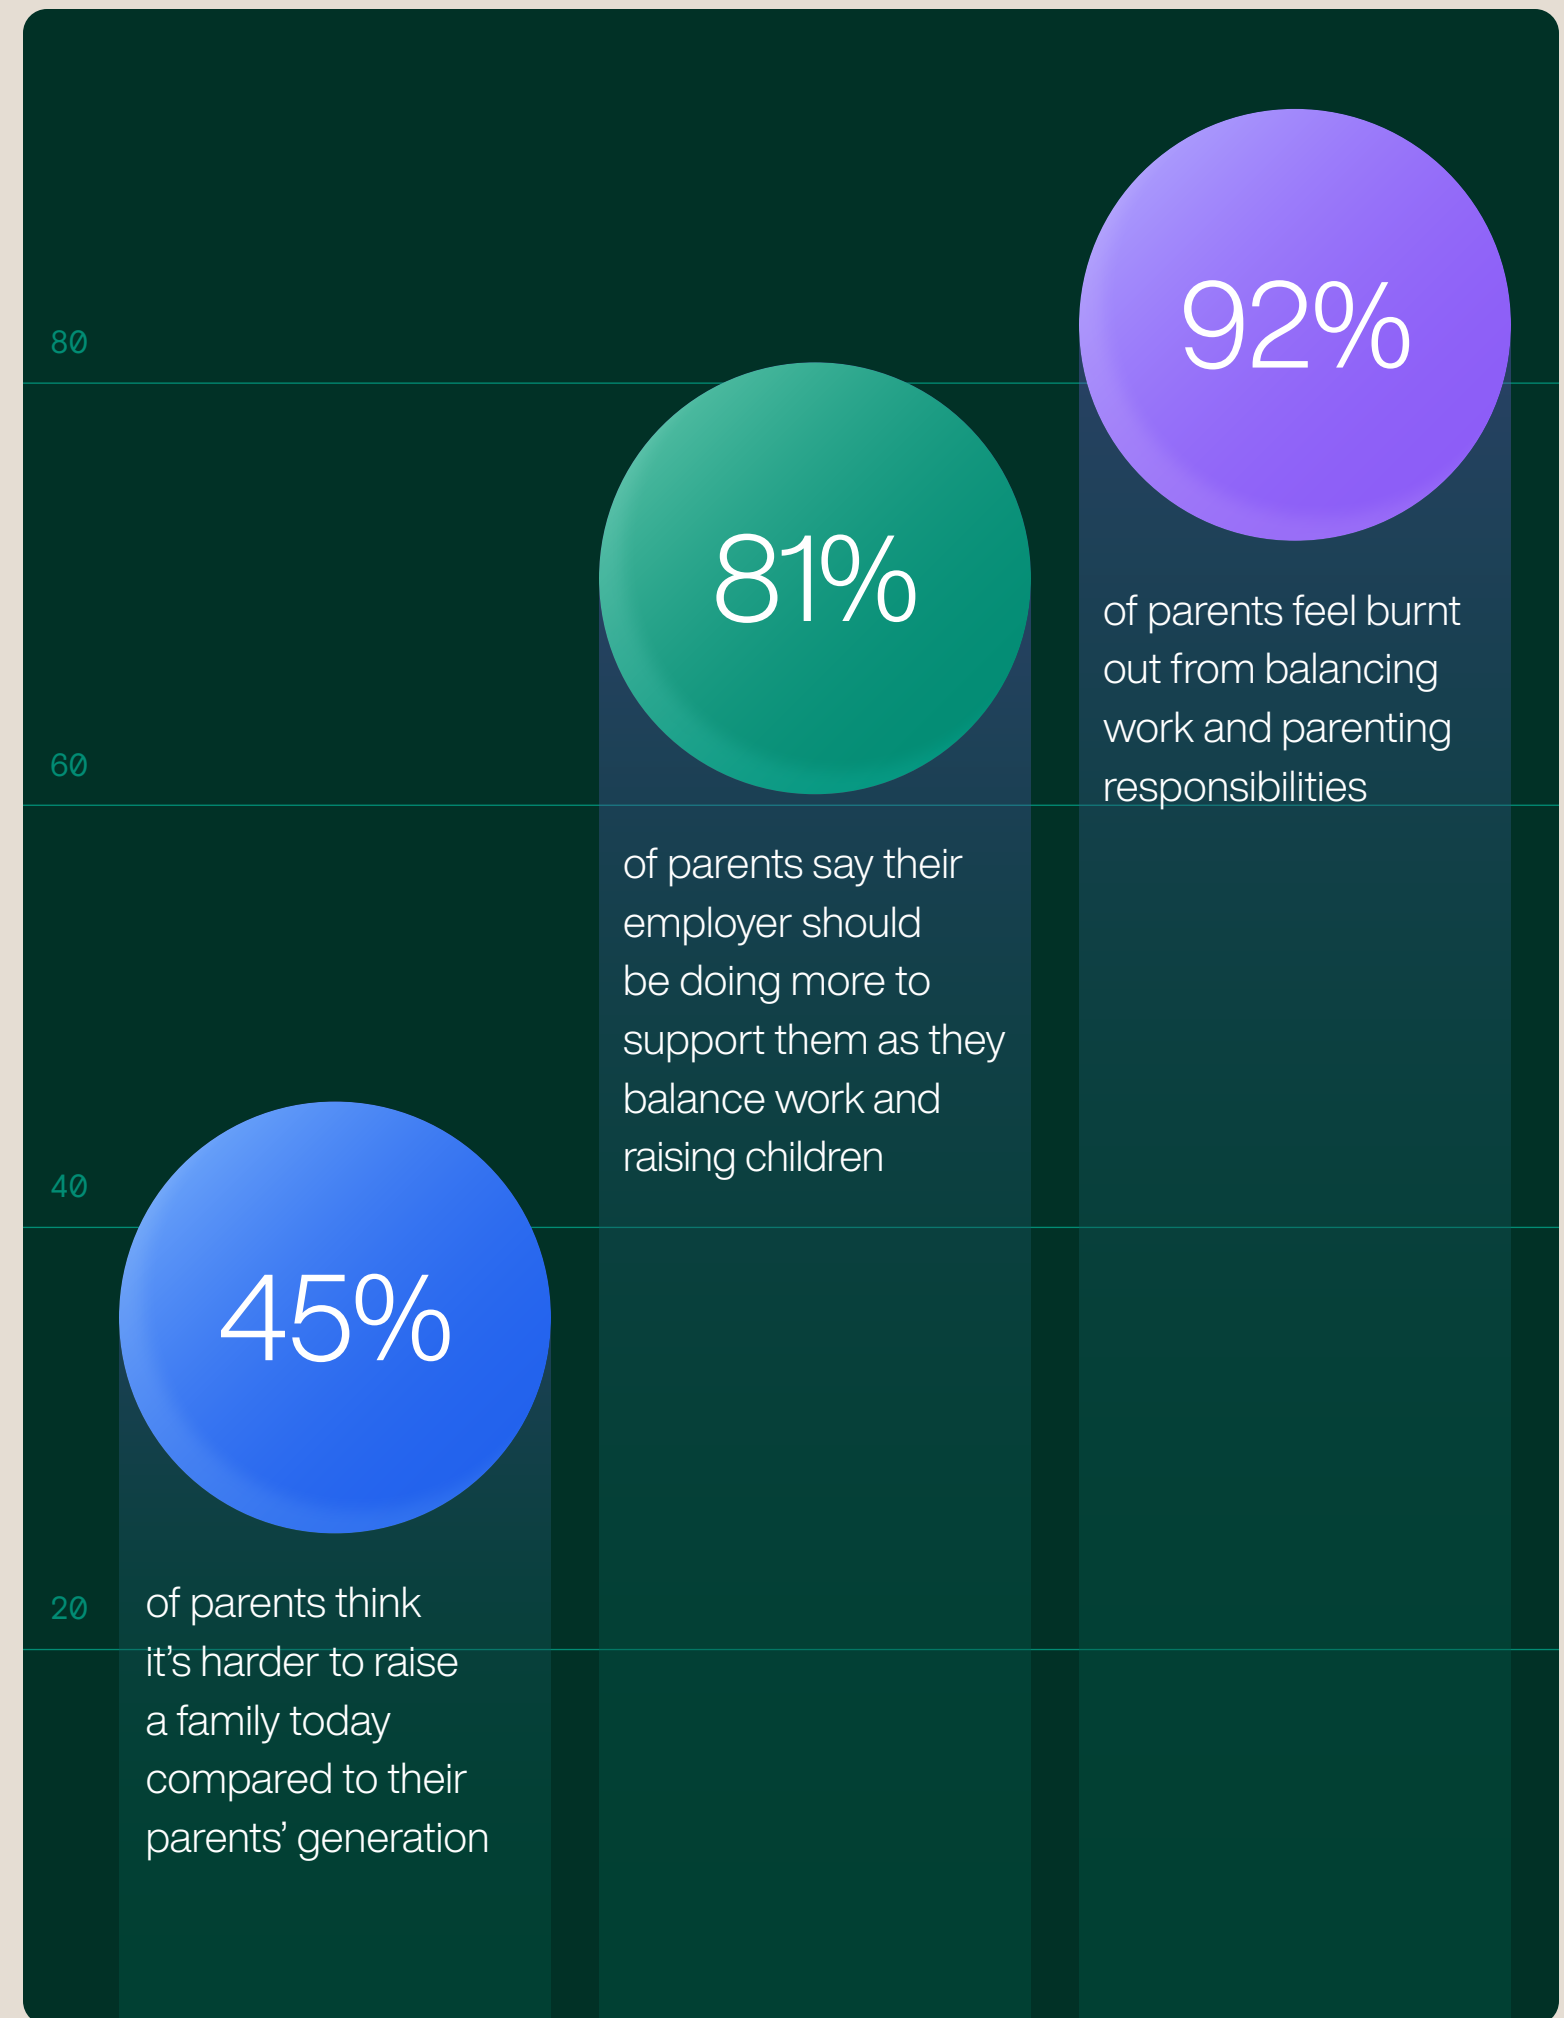 80
60
40
20
45%
of parents think
it’s harder to raise
a family today
compared to their
parents’ generation
81%
of parents say their
employer should
be doing more to
support them as they
balance work and
raising children
92%
of parents feel burnt
out from balancing
work and parenting
responsibilities